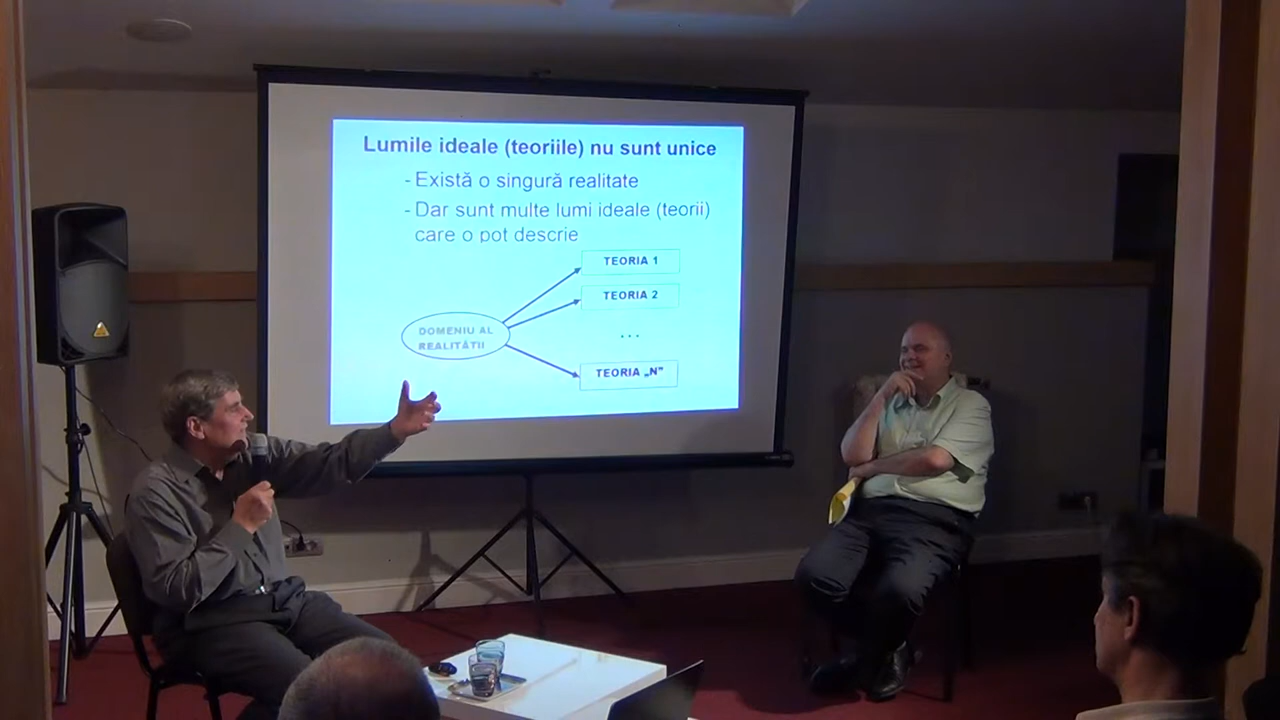 Lumile ideale (teoriile) nu sunt unice
- Există o singură realitate
- Dar sunt multe lumi ideale (teorii)
care o pot descrie
TEORIA 1
TEORIA 2
DOMENIU AL
REALITĂTII
. . .
TEORIA „N”